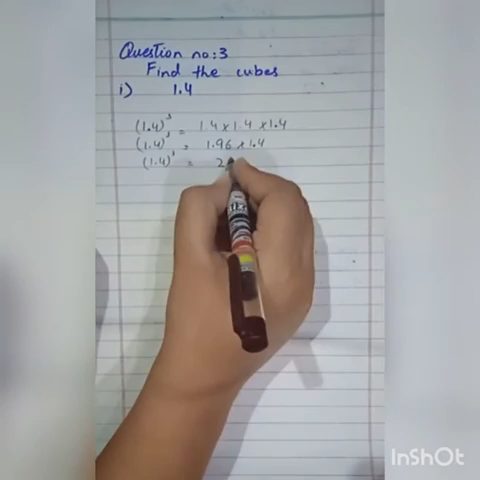 Question no:3
Find the cubes
i) 1.4
(1.4)³ = 1.4 × 1.4 × 1.4
(1.4)³ = 1.96 × 1.4
(1.4)³ = 2
InShOt